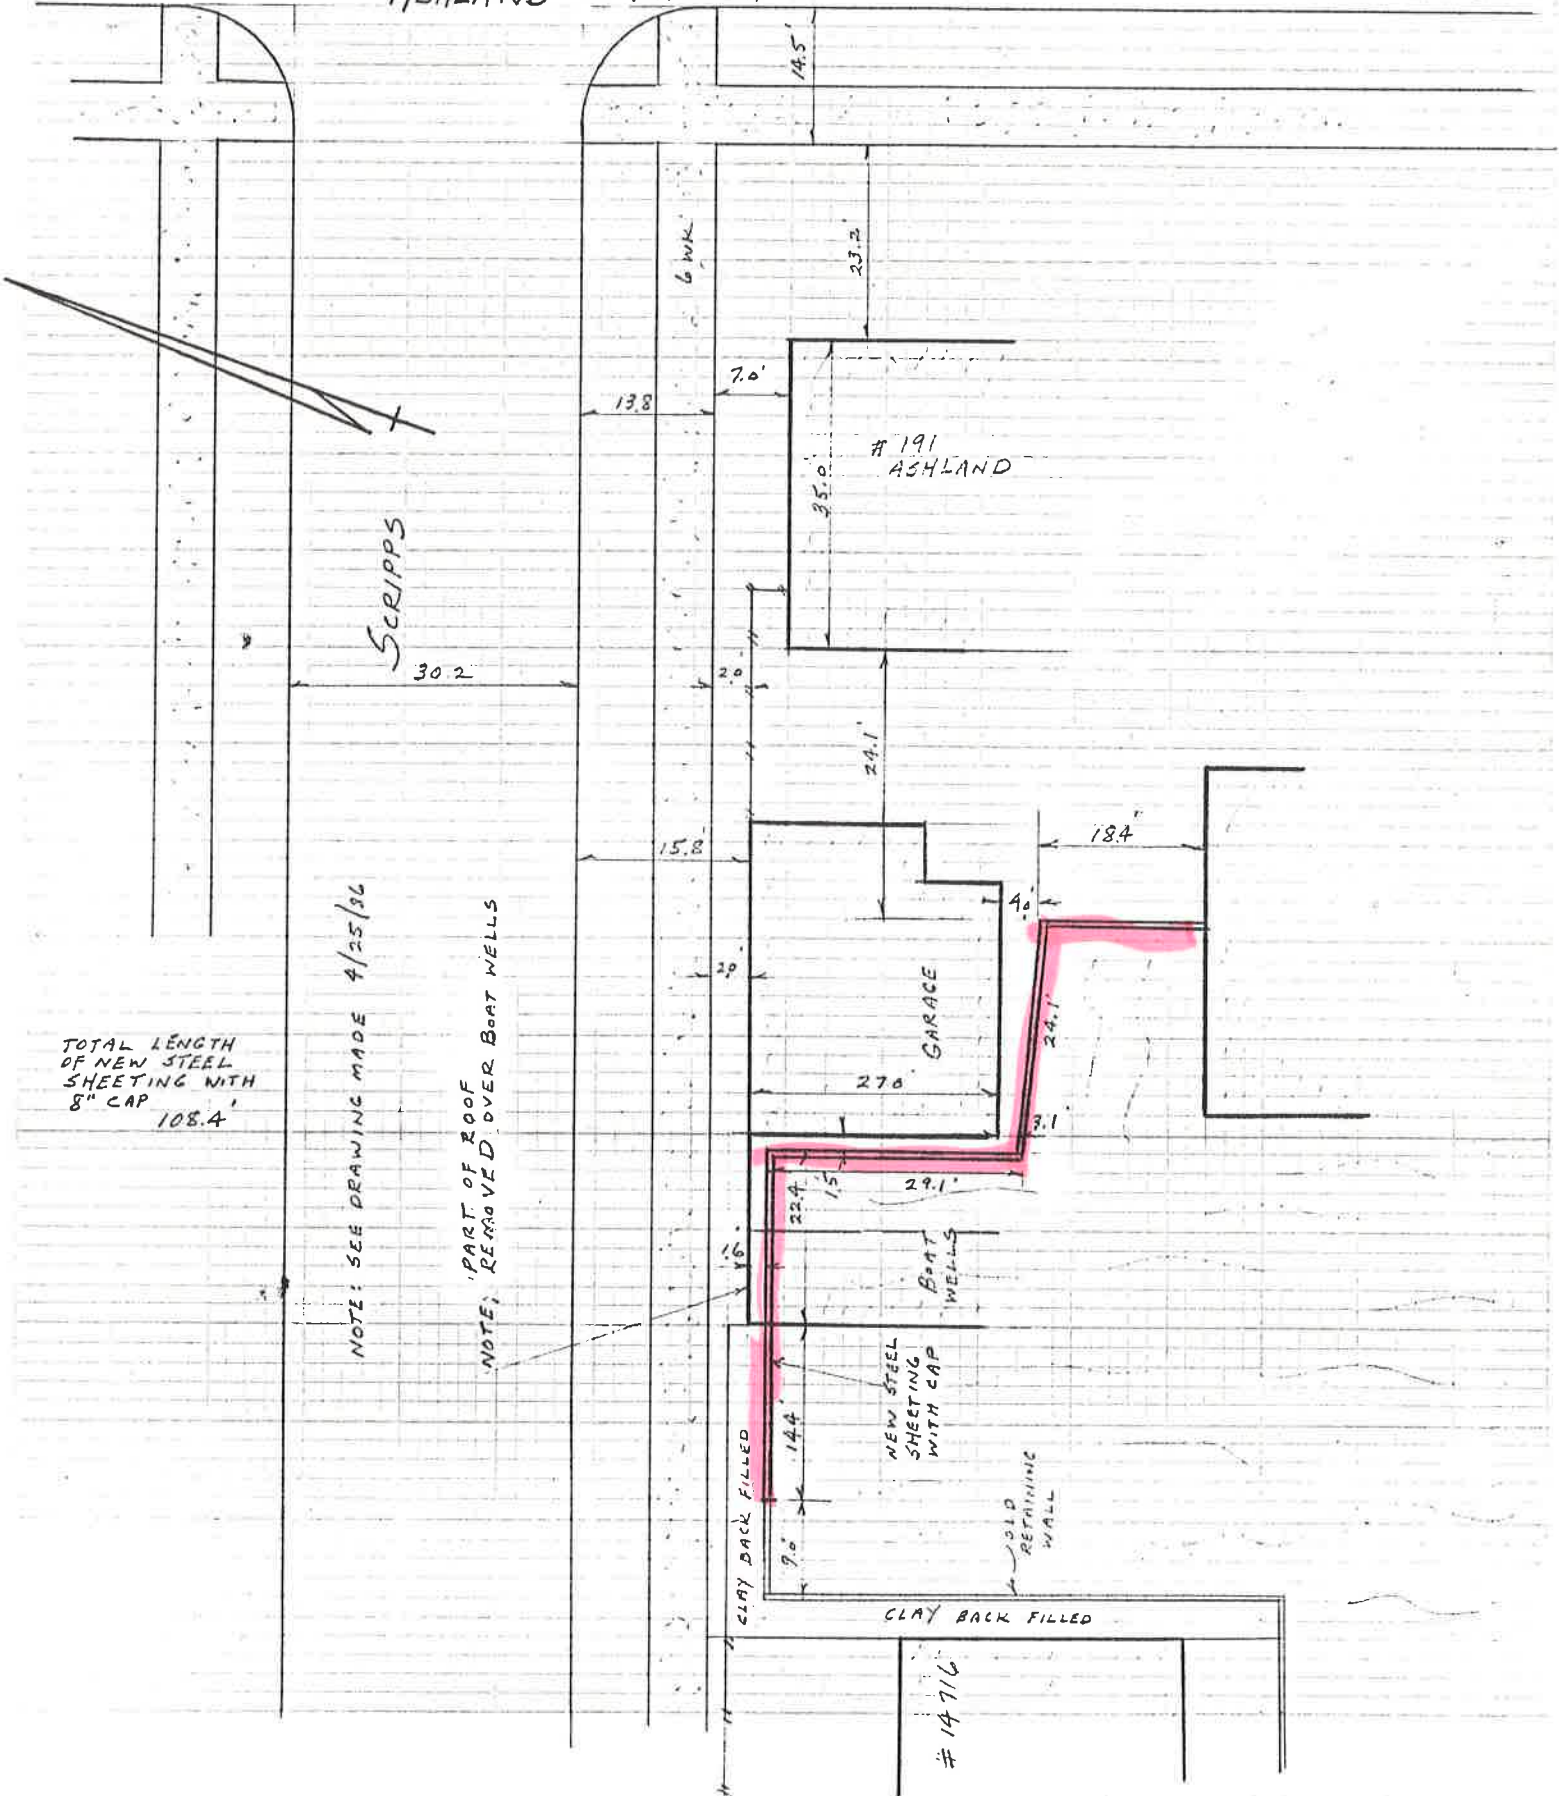 ASHLAND
14.5'
6' WK.
23.2'
7.0'
13.8
# 191
ASHLAND
35.0'
SCRIPPS
30.2
2.0'
24.1'
15.8'
18.4'
4.0'
2.0'
GARAGE
24.1'
27.0'
3.1
NOTE: SEE DRAWING MADE 4/25/86
NOTE; PART OF ROOF
REMOVED OVER BOAT WELLS
TOTAL LENGTH
OF NEW STEEL
SHEETING WITH
8" CAP
108.4'
22.4'
1.5'
29.1'
1.6'
BOAT
WELLS
NEW STEEL
SHEETING
WITH CAP
14.4'
CLAY BACK FILLED
9.0'
OLD
RETAINING
WALL
CLAY BACK FILLED
# 14716